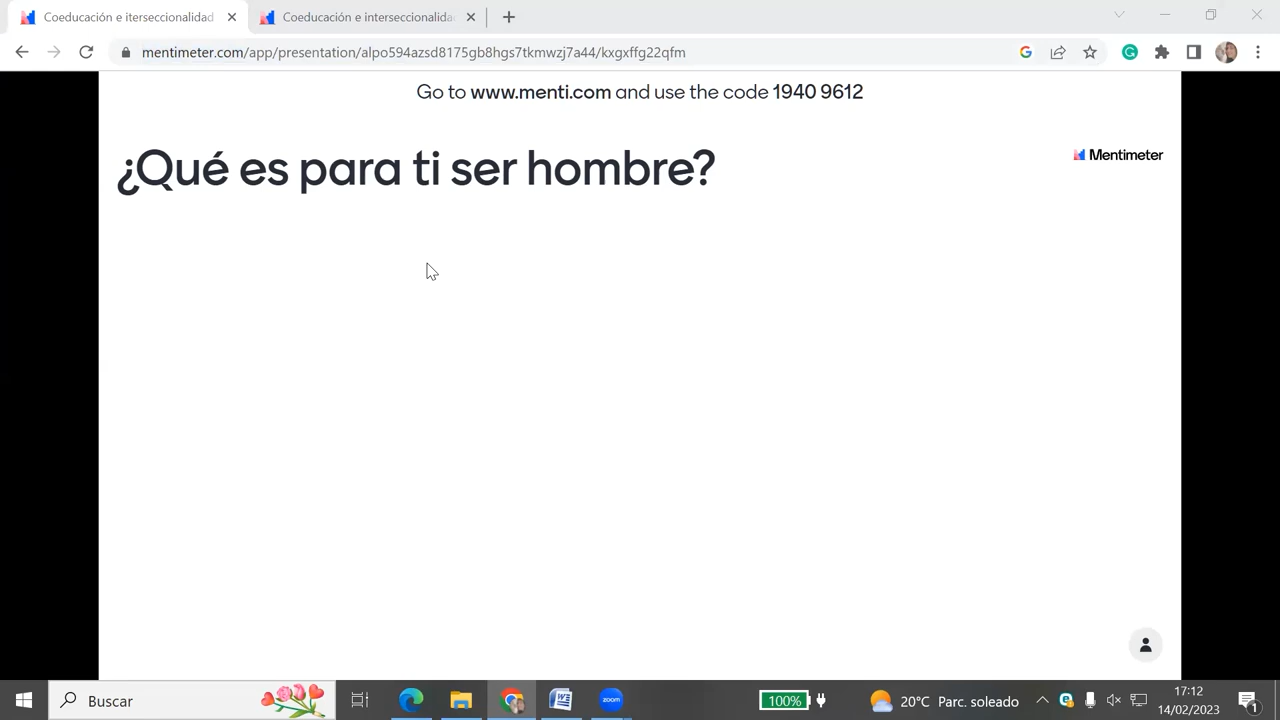 Coeducación e iterseccionalidad
Coeducación e interseccionalida
mentimeter.com/app/presentation/alpo594azsd8175gb8hgs7tkmwzj7a44/kxgxffg22qfm
Go to www.menti.com and use the code 1940 9612
¿Qué es para ti ser hombre?
Mentimeter
Buscar
W
zoom
100%
20°C Parc. soleado
17:12
14/02/2023
1